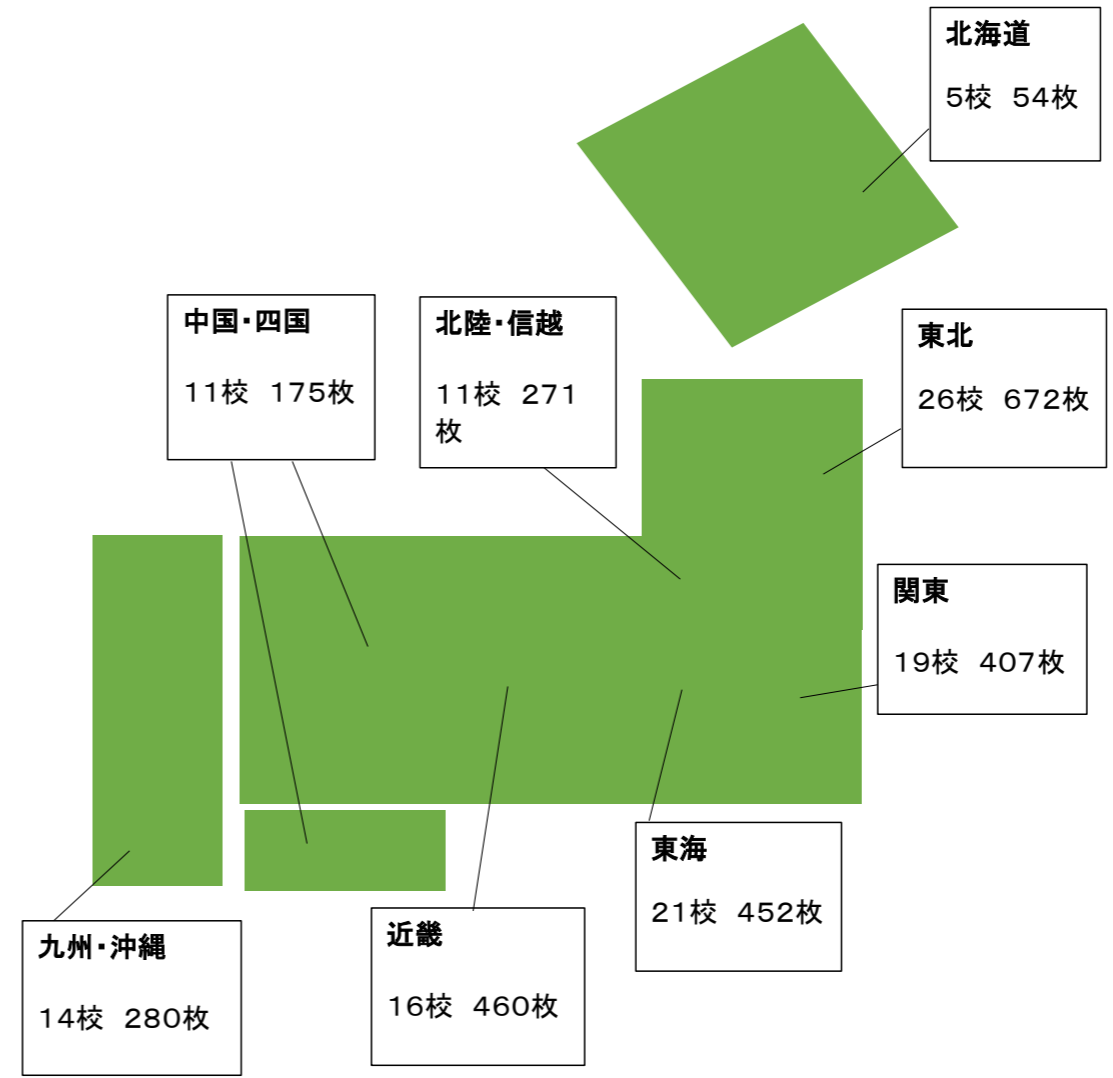 北海道
5校　54枚
中国・四国
11校　175枚
北陸・信越
11校　271
枚
東北
26校　672枚
関東
19校　407枚
東海
21校　452枚
近畿
16校　460枚
九州・沖縄
14校　280枚